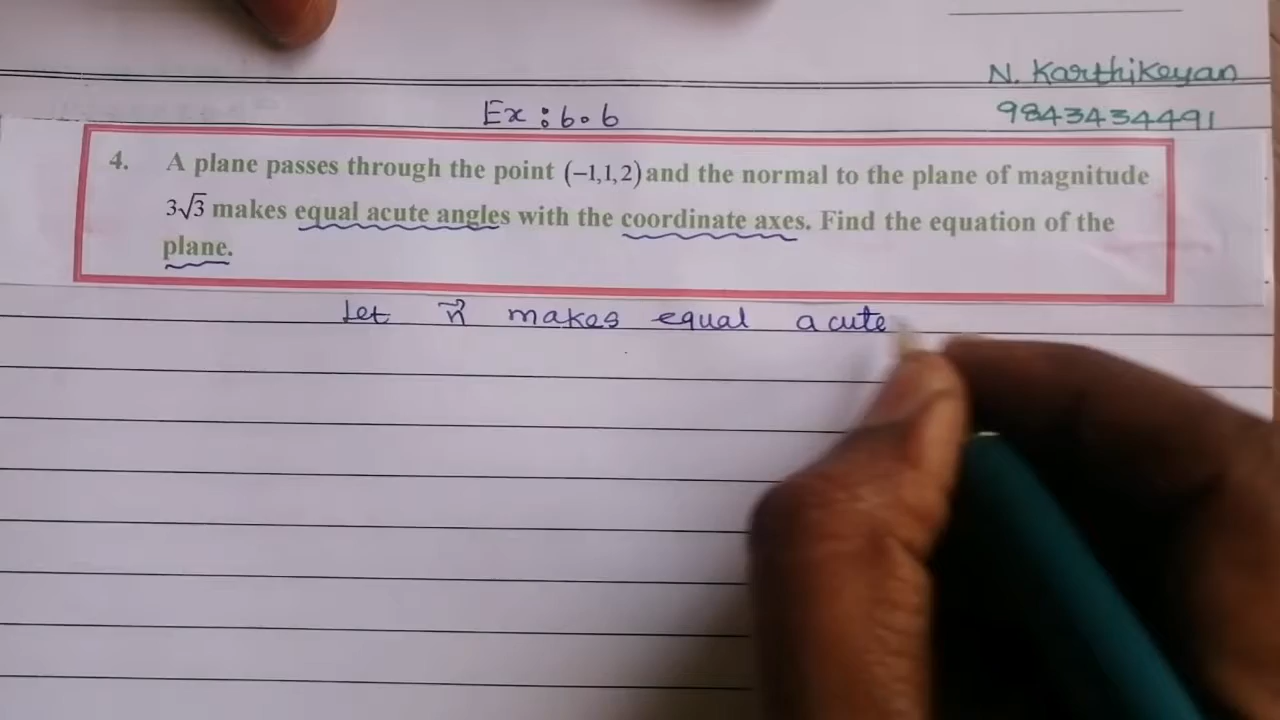 N. Karthikeyan
Ex : 6.6
9843434491
4. A plane passes through the point (−1,1,2) and the normal to the plane of magnitude
3√3 makes equal acute angles with the coordinate axes. Find the equation of the
plane.
Let n⃗ makes equal acute